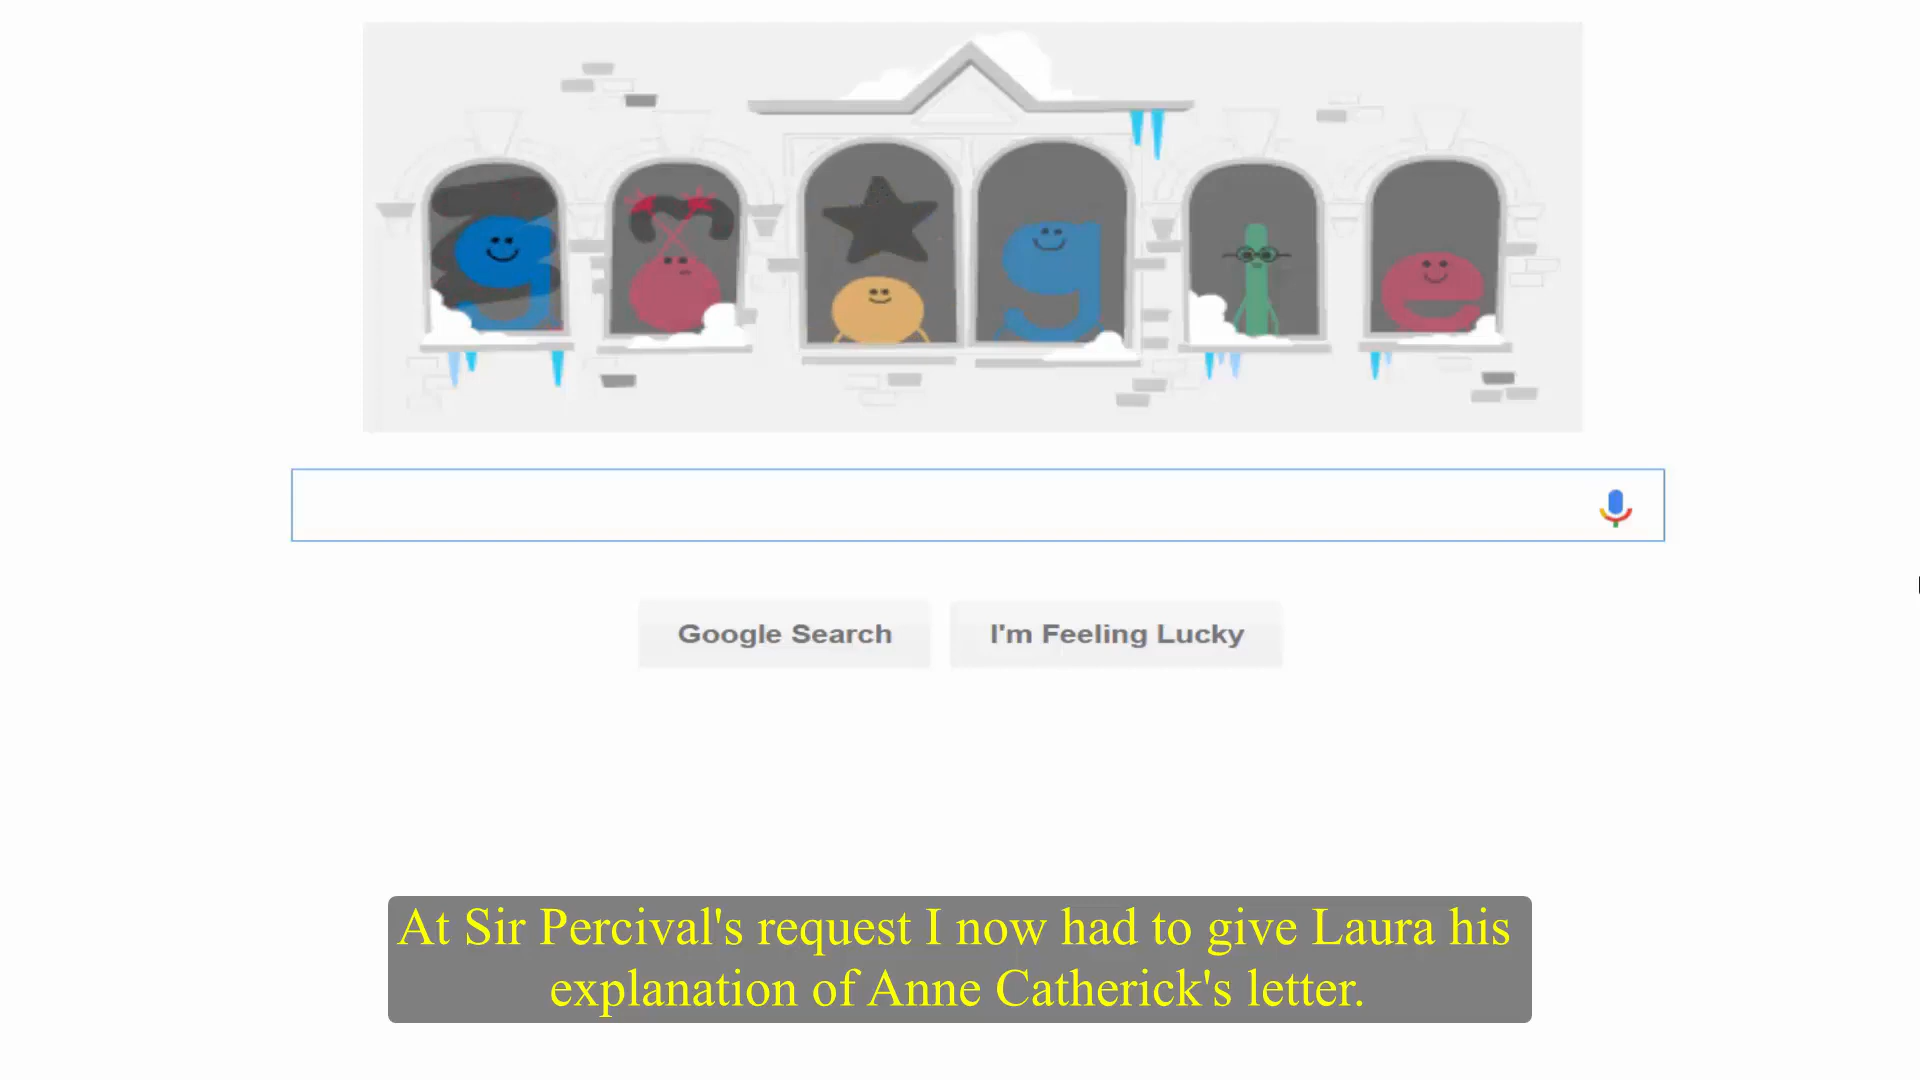 Google Search
I'm Feeling Lucky
At Sir Percival's request I now had to give Laura his
explanation of Anne Catherick's letter.